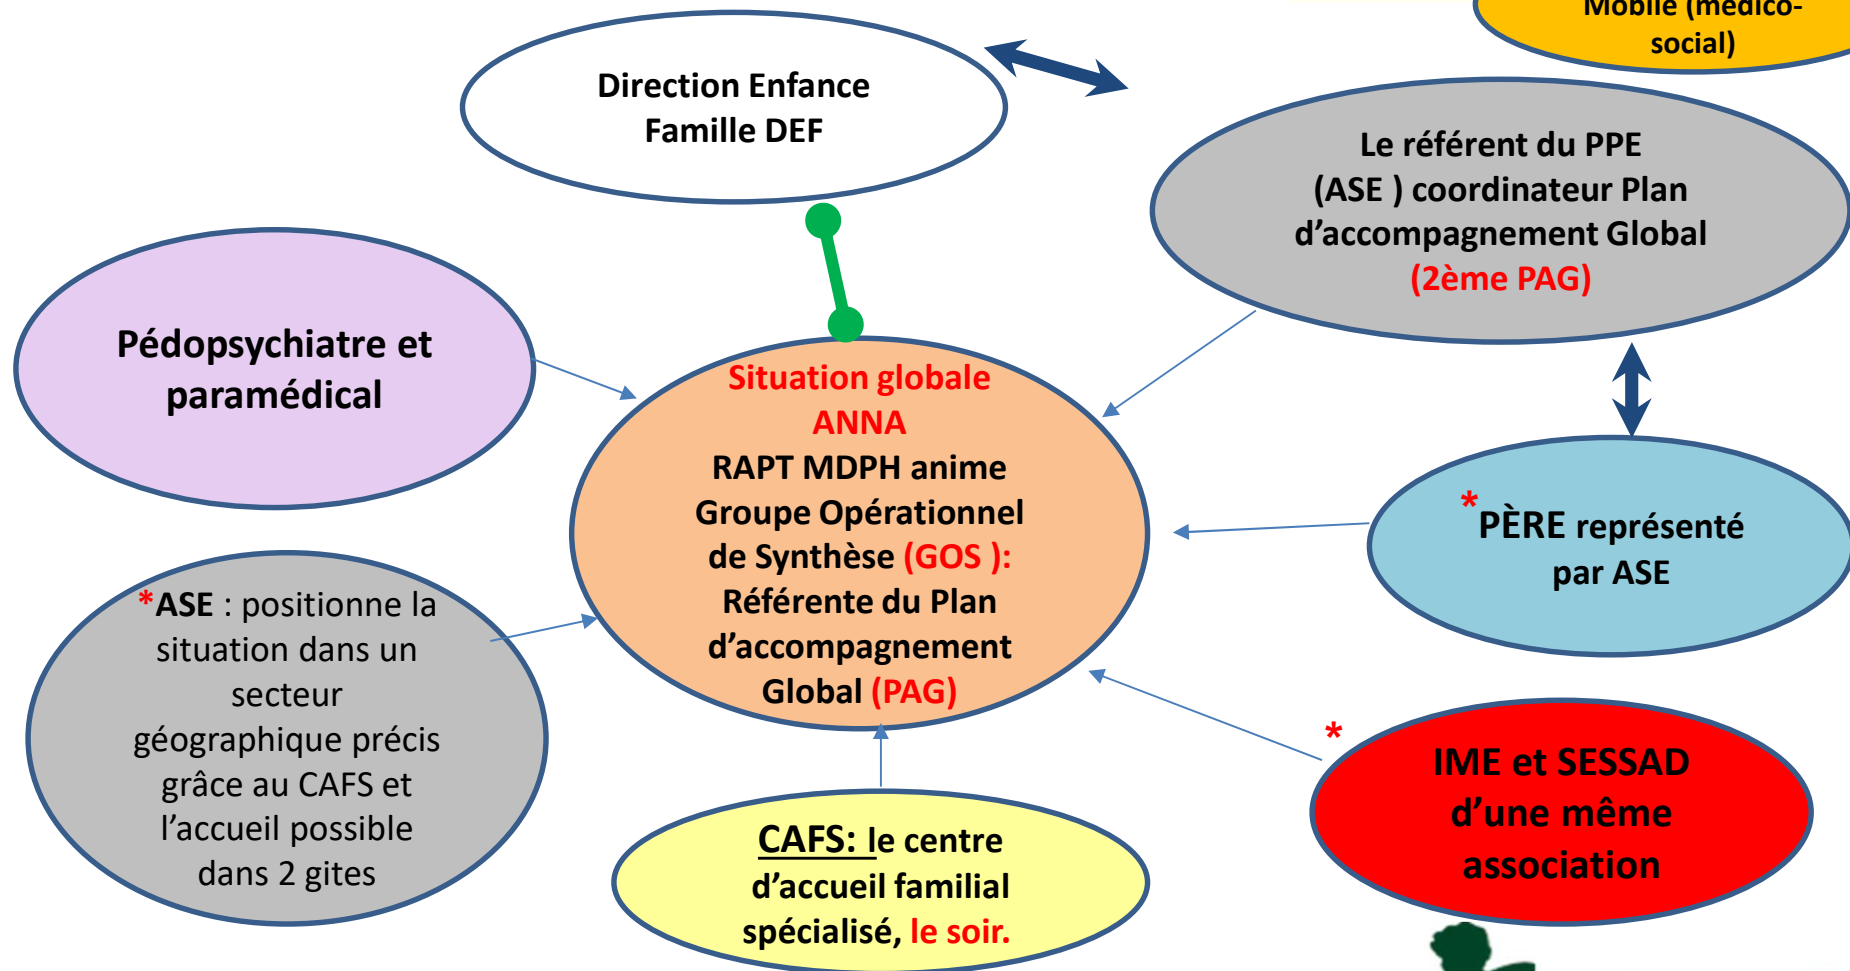 Mobile (médico-
social)
Direction Enfance
Famille DEF
Le référent du PPE
(ASE ) coordinateur Plan
d’accompagnement Global
(2ème PAG)
Pédopsychiatre et
paramédical
Situation globale
ANNA
RAPT MDPH anime
Groupe Opérationnel
de Synthèse (GOS ):
Référente du Plan
d’accompagnement
Global (PAG)
*PÈRE représenté
par ASE
*ASE : positionne la
situation dans un
secteur
géographique précis
grâce au CAFS et
l’accueil possible
dans 2 gites
*
IME et SESSAD
d’une même
association
CAFS: le centre
d’accueil familial
spécialisé, le soir.